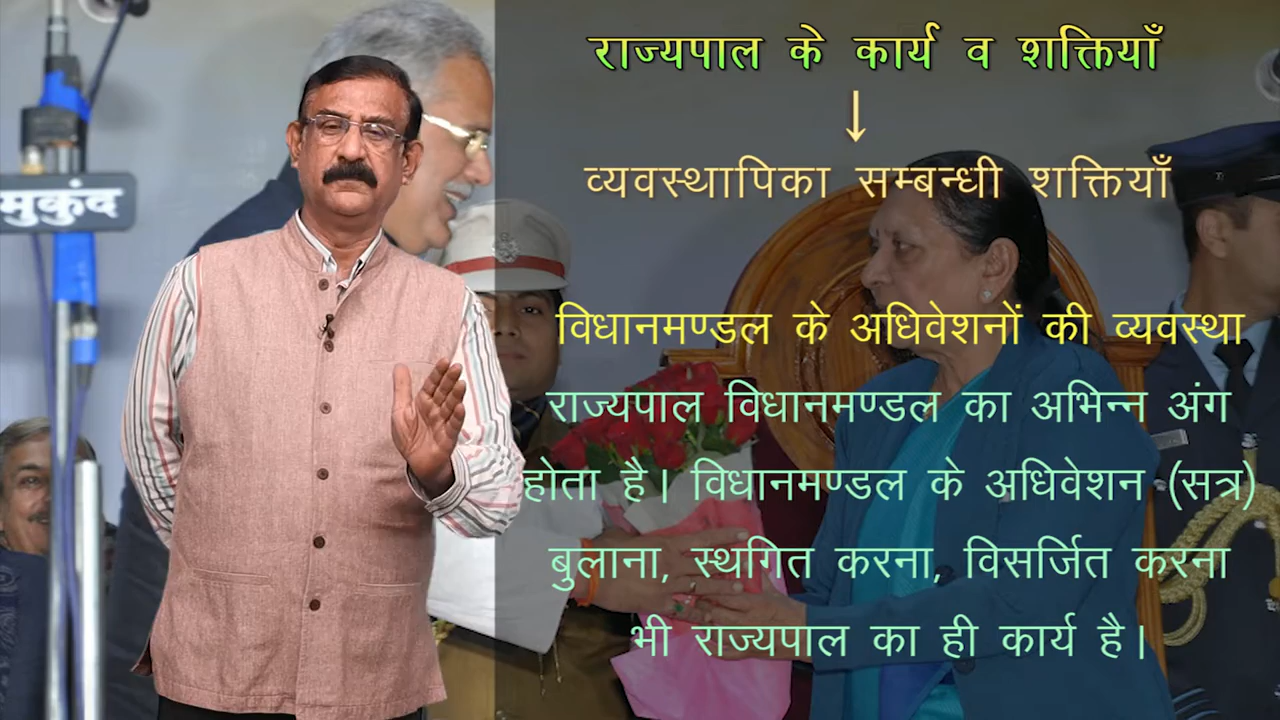 मुकुंद
राज्यपाल के कार्य व शक्तियाँ
व्यवस्थापिका सम्बन्धी शक्तियाँ
विधानमण्डल के अधिवेशनों की व्यवस्था
राज्यपाल विधानमण्डल का अभिन्न अंग
होता है। विधानमण्डल के अधिवेशन (सत्र)
बुलाना, स्थगित करना, विसर्जित करना
भी राज्यपाल का ही कार्य है।